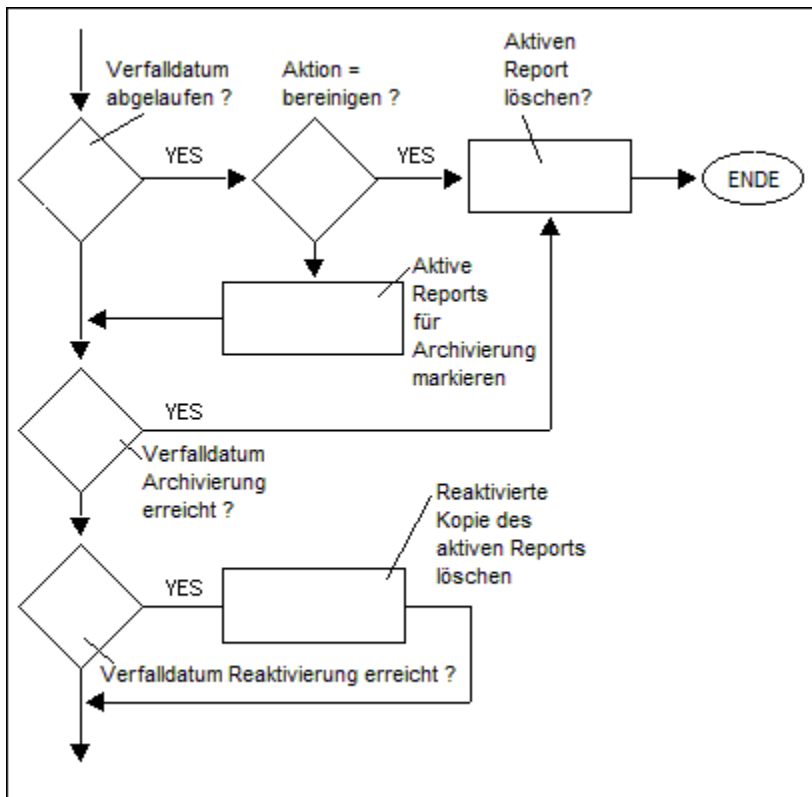 Verfalldatum
abgelaufen ?
Aktion =
bereinigen ?
Aktiven
Report
löschen?
YES
YES
ENDE
Aktive
Reports
für
Archivierung
markieren
YES
Verfalldatum
Archivierung
erreicht ?
Reaktivierte
Kopie des
aktiven Reports
löschen
YES
Verfalldatum Reaktivierung erreicht ?